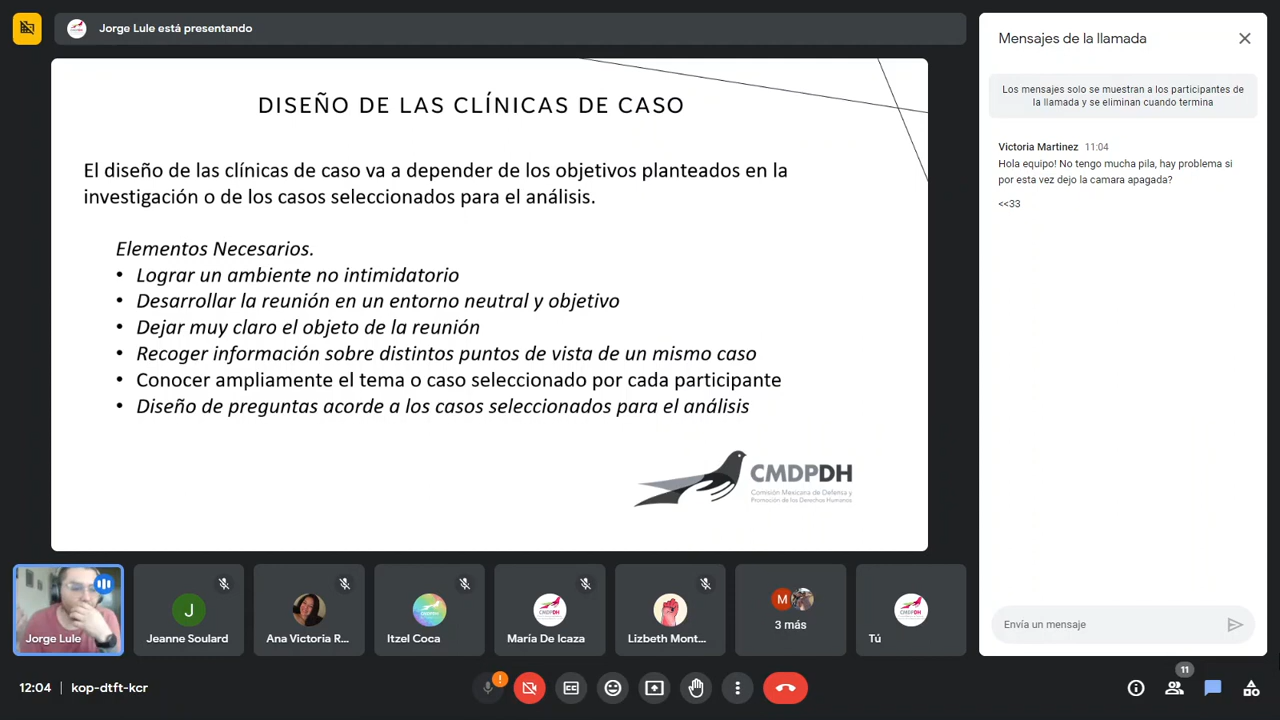 Jorge Lule está presentando
DISEÑO DE LAS CLÍNICAS DE CASO
El diseño de las clínicas de caso va a depender de los objetivos planteados en la
investigación o de los casos seleccionados para el análisis.
Elementos Necesarios.
• Lograr un ambiente no intimidatorio
• Desarrollar la reunión en un entorno neutral y objetivo
• Dejar muy claro el objeto de la reunión
• Recoger información sobre distintos puntos de vista de un mismo caso
• Conocer ampliamente el tema o caso seleccionado por cada participante
• Diseño de preguntas acorde a los casos seleccionados para el análisis
CMDPDH
Comisión Mexicana de Defensa y
Promoción de los Derechos Humanos
Mensajes de la llamada
Los mensajes solo se muestran a los participantes de
la llamada y se eliminan cuando termina
Victoria Martinez 11:04
Hola equipo! No tengo mucha pila, hay problema si
por esta vez dejo la camara apagada?
<<33
Envía un mensaje
Jorge Lule
J
Jeanne Soulard
Ana Victoria R...
Itzel Coca
María De Icaza
Lizbeth Mont...
M
3 más
Tú
12:04 | kop-dtft-kcr
11